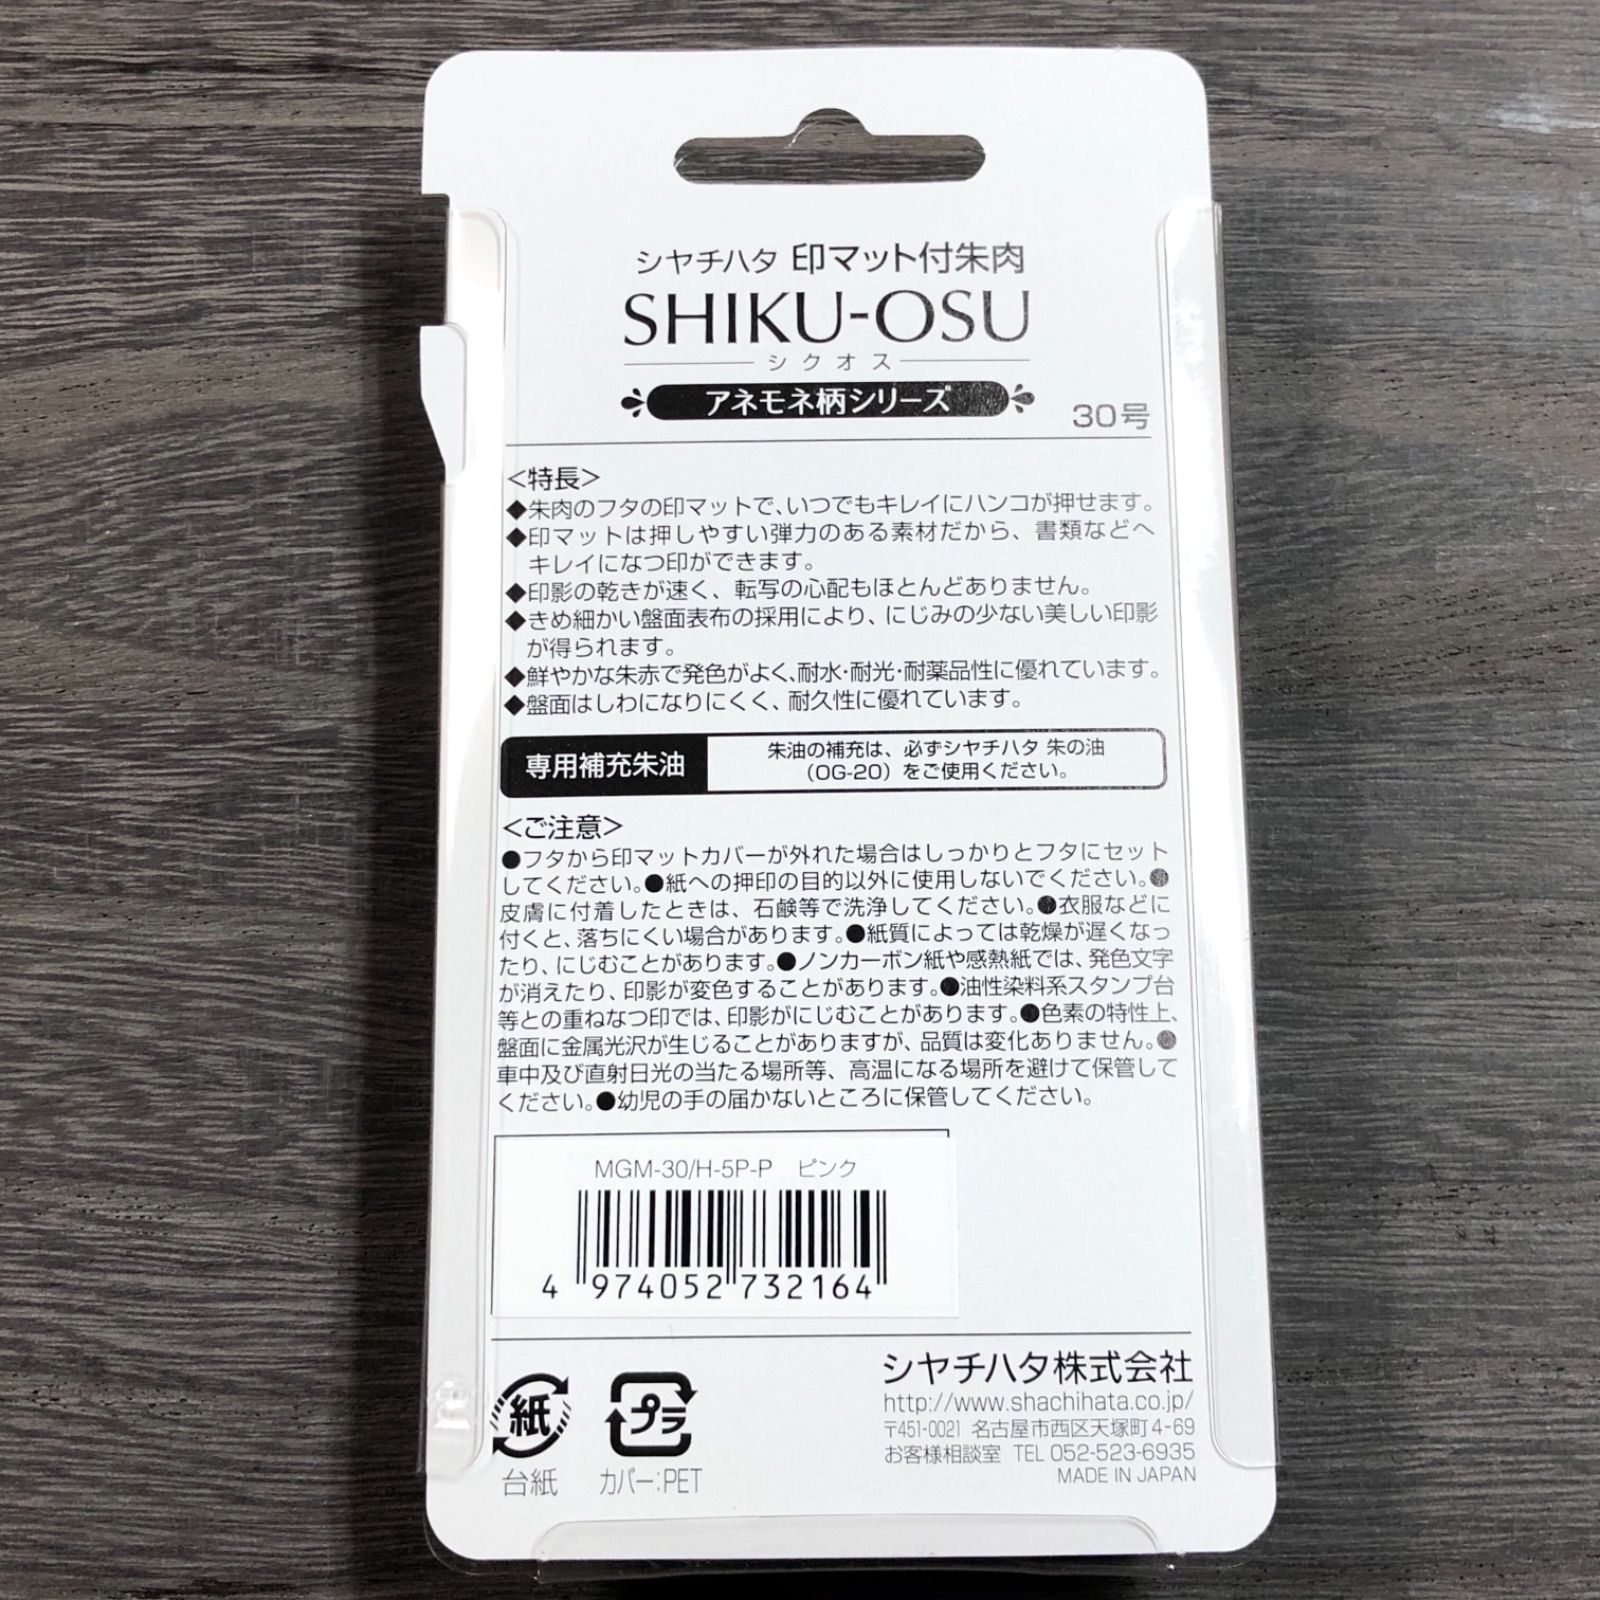 シヤチハタ 印マット付朱肉
SHIKU-OSU
シクオス
アネモネ柄シリーズ
30号
<特長>
◆朱肉のフタの印マットで、いつでもキレイにハンコが押せます。
◆印マットは押しやすい弾力のある素材だから、書類などへ
キレイになつ印ができます。
◆印影の乾きが速く、転写の心配もほとんどありません。
◆きめ細かい盤面表布の採用により、にじみの少ない美しい印影
が得られます。
◆鮮やかな朱赤で発色がよく、耐水・耐光・耐薬品性に優れています。
◆盤面はしわになりにくく、耐久性に優れています。
専用補充朱油
朱油の補充は、必ずシヤチハタ 朱の油
(OG-20)をご使用ください。
<ご注意>
●フタから印マットカバーが外れた場合はしっかりとフタにセット
してください。●紙への押印の目的以外に使用しないでください。●
皮膚に付着したときは、石鹸等で洗浄してください。●衣服などに
付くと、落ちにくい場合があります。●紙質によっては乾燥が遅くなっ
たり、にじむことがあります。●ノンカーボン紙や感熱紙では、発色文字
が消えたり、印影が変色することがあります。●油性染料系スタンプ台
等との重ねなつ印では、印影がにじむことがあります。●色素の特性上、
盤面に金属光沢が生じることがありますが、品質は変化ありません。●
車中及び直射日光の当たる場所等、高温になる場所を避けて保管して
ください。●幼児の手の届かないところに保管してください。
MGM-30/H-5P-P ピンク
4 974052 732164
紙
台紙
プラ
カバー:PET
シヤチハタ株式会社
http://www.shachihata.co.jp/
〒451-0021 名古屋市西区天塚町4-69
お客様相談室 TEL 052-523-6935
MADE IN JAPAN